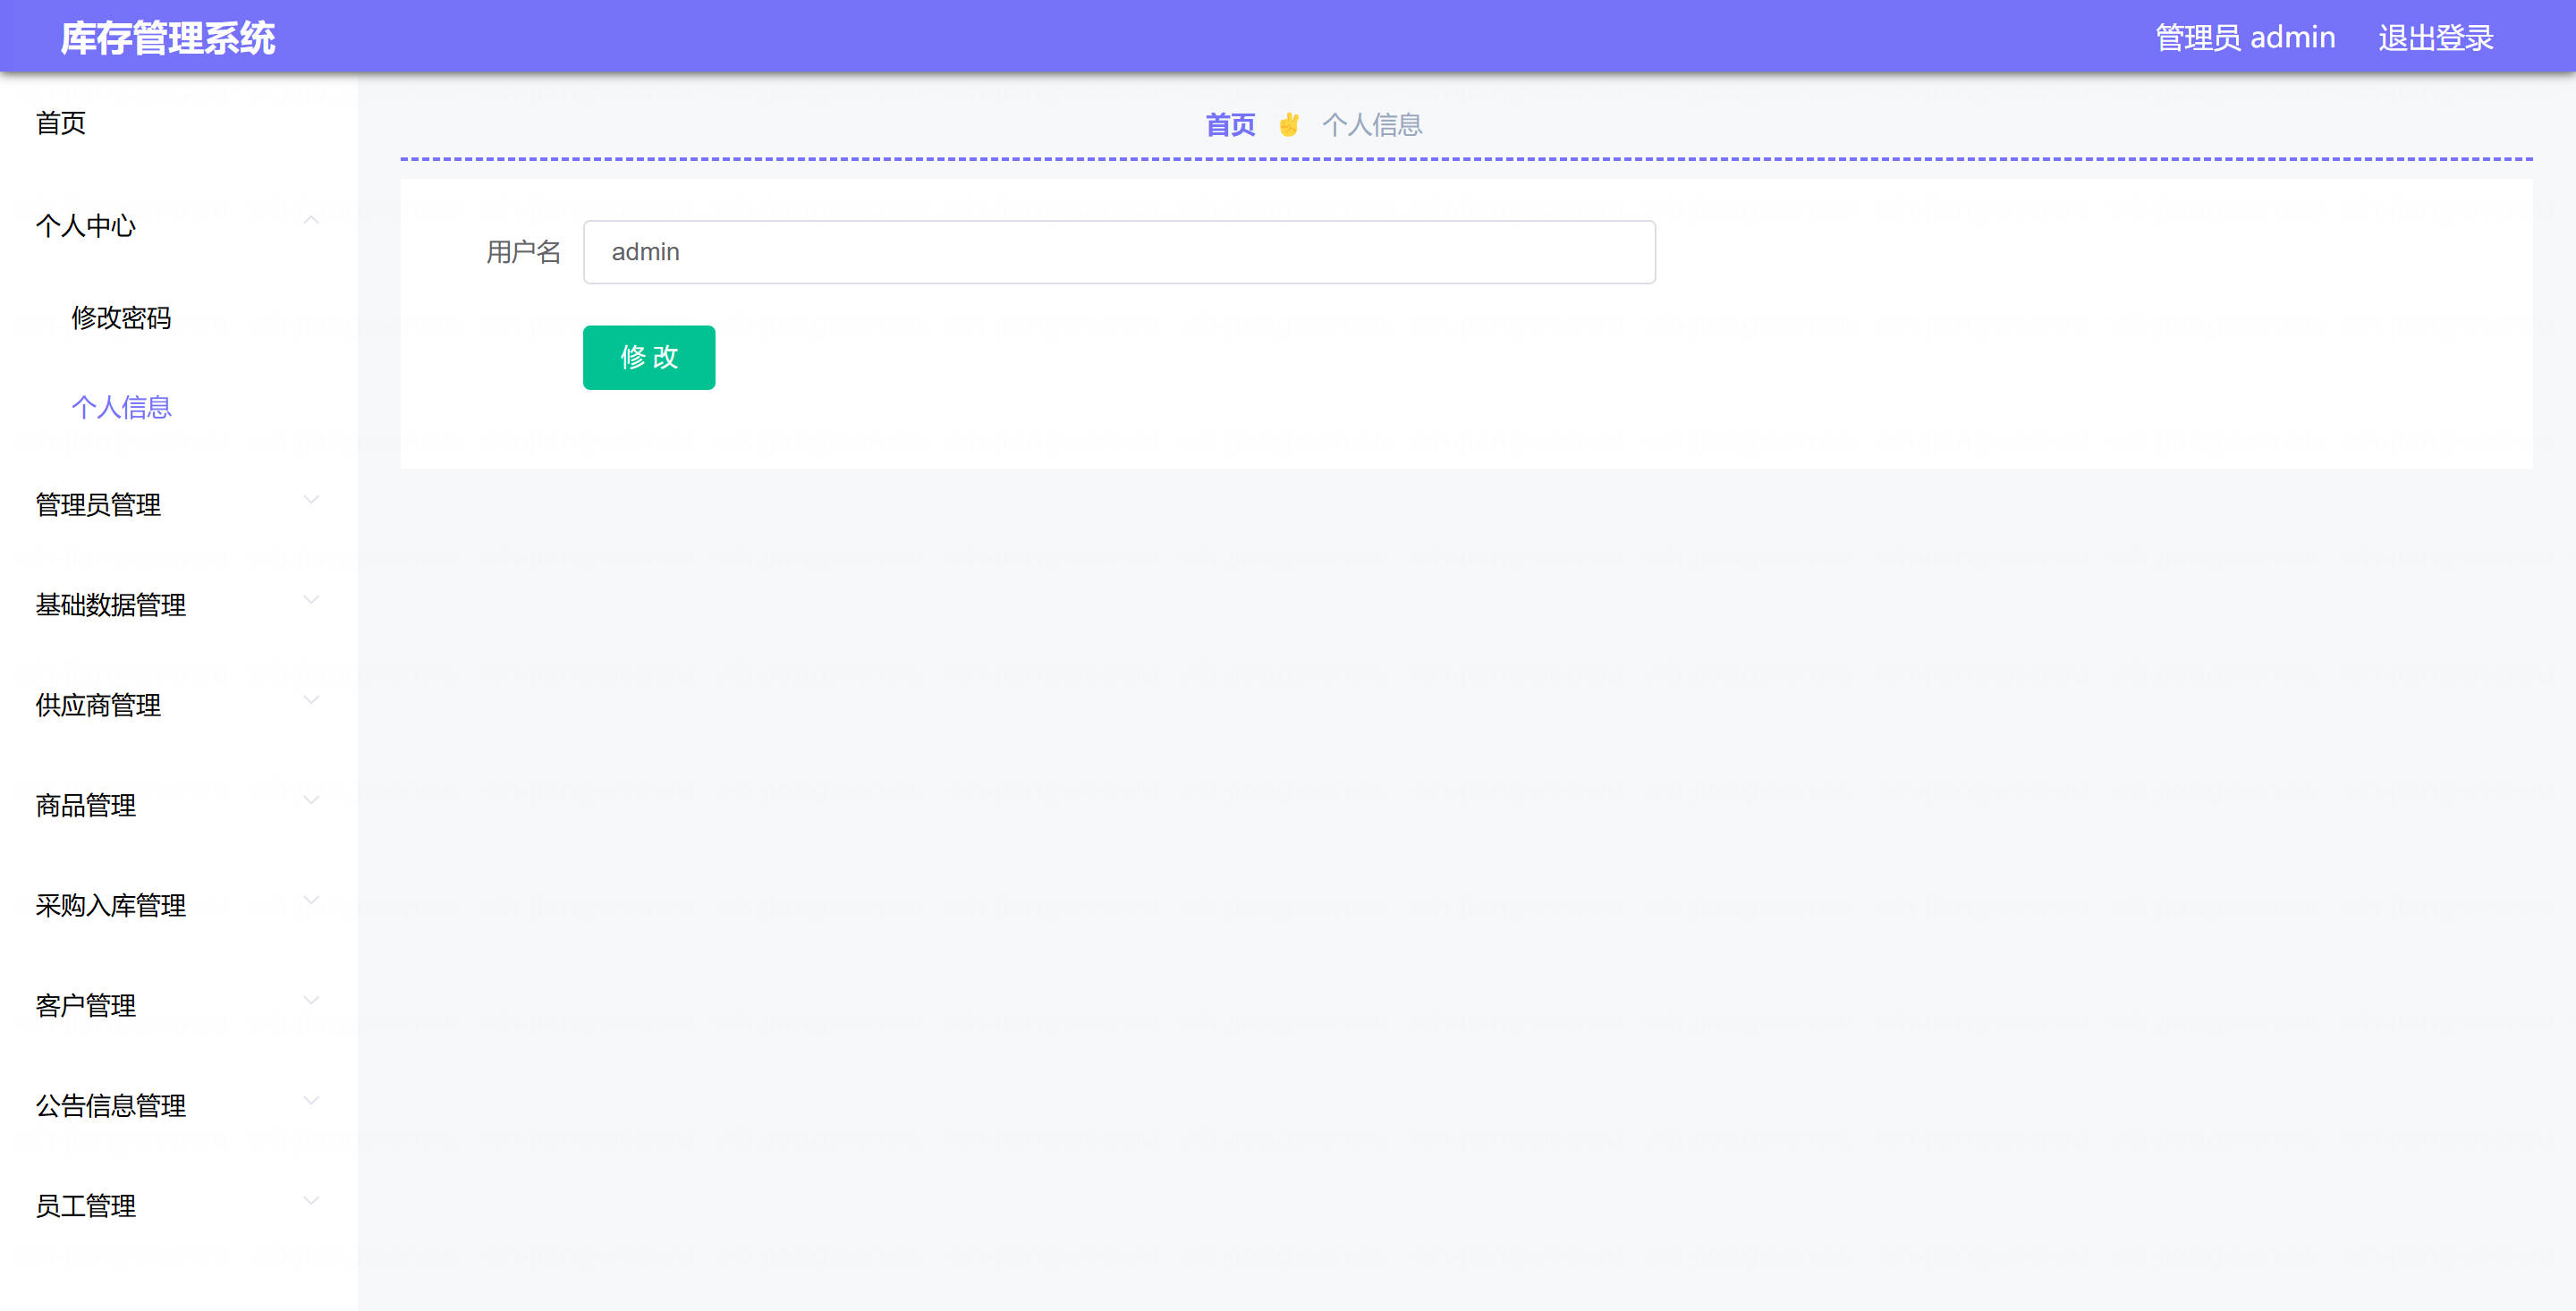 库存管理系统
管理员 admin 退出登录
首页
个人中心
修改密码
个人信息
管理员管理
基础数据管理
供应商管理
商品管理
采购入库管理
客户管理
公告信息管理
员工管理
首页 ✌ 个人信息
用户名 admin
修 改